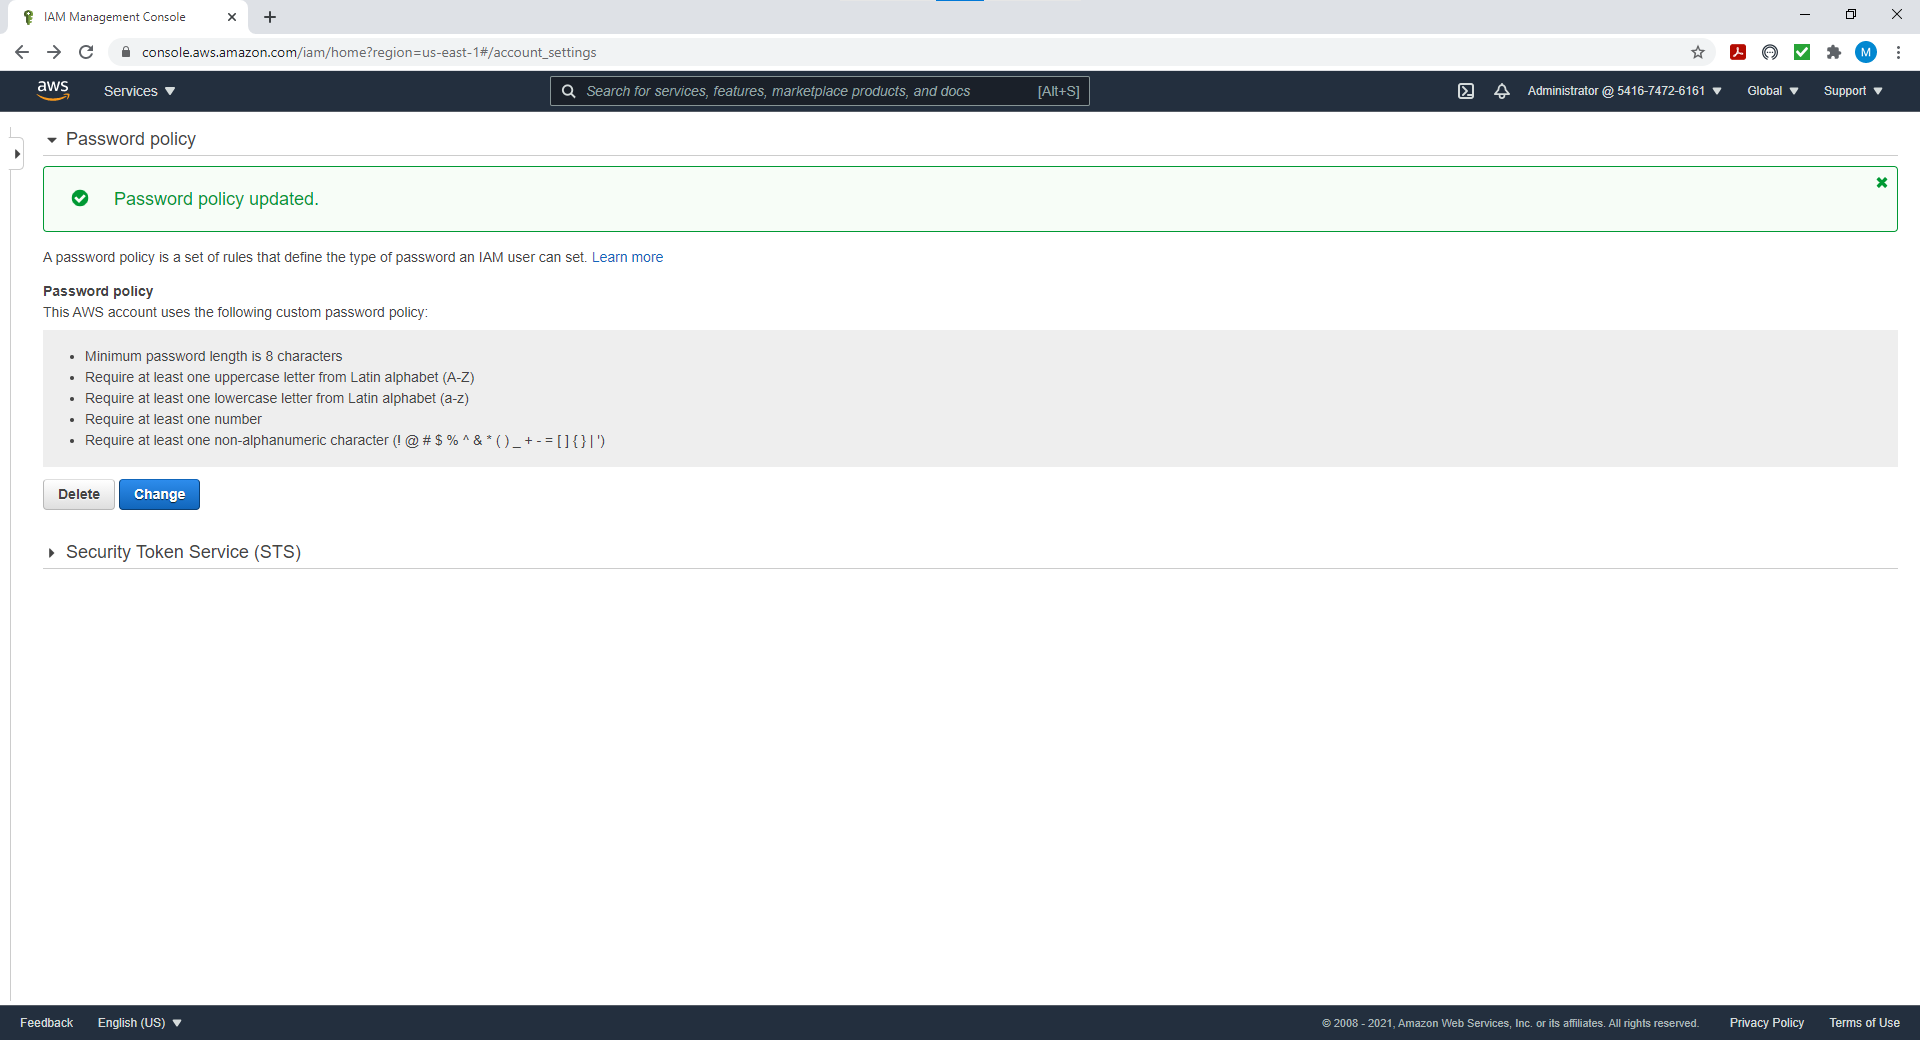 IAM Management Console
console.aws.amazon.com/iam/home?region=us-east-1#/account_settings
M
aws
Services
Search for services, features, marketplace products, and docs [Alt+S]
Administrator @ 5416-7472-6161
Global
Support
Password policy
Password policy updated.
A password policy is a set of rules that define the type of password an IAM user can set. Learn more
Password policy
This AWS account uses the following custom password policy:
• Minimum password length is 8 characters
• Require at least one uppercase letter from Latin alphabet (A-Z)
• Require at least one lowercase letter from Latin alphabet (a-z)
• Require at least one number
• Require at least one non-alphanumeric character (! @ # $ % ^ & * ( ) _ + - = [ ] { } | ')
Delete Change
Security Token Service (STS)
Feedback English (US) © 2008 - 2021, Amazon Web Services, Inc. or its affiliates. All rights reserved. Privacy Policy Terms of Use